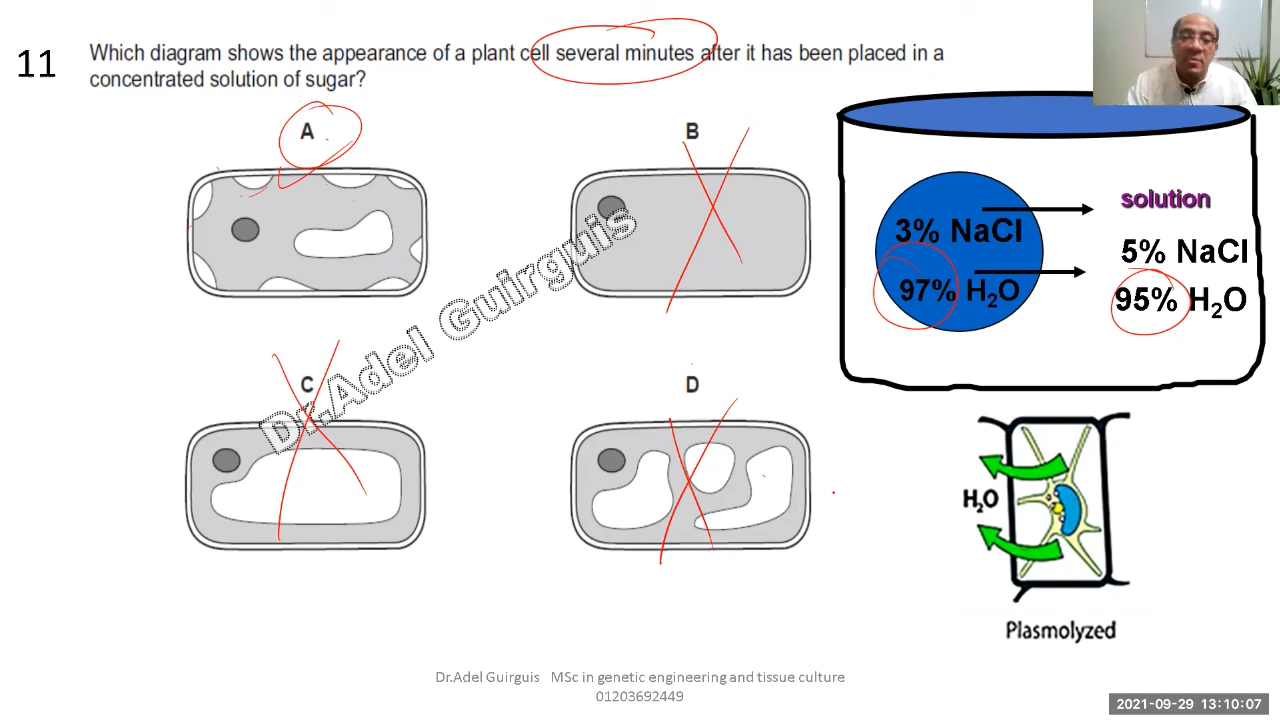 11
Which diagram shows the appearance of a plant cell several minutes after it has been placed in a
concentrated solution of sugar?
A
B
C
D
Dr.Adel Guirguis
solution
3% NaCl
97% H₂O
5% NaCl
95% H₂O
H₂O
Plasmolyzed
Dr.Adel Guirguis MSc in genetic engineering and tissue culture
01203692449
2021-09-29 13:10:07